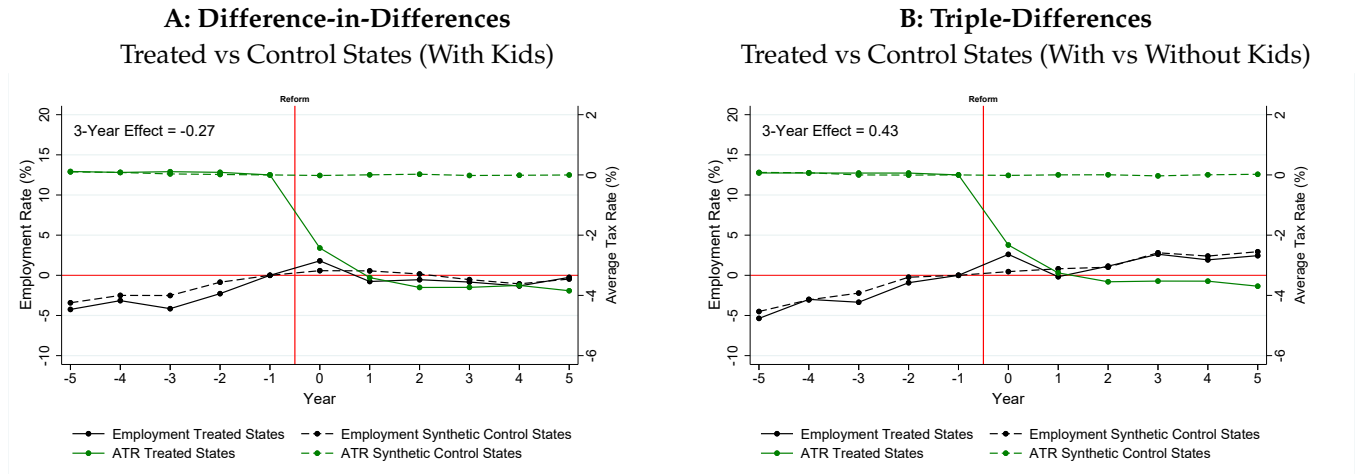 A: Difference-in-Differences
Treated vs Control States (With Kids)
Reform
3-Year Effect = -0.27
Employment Rate (%)
20
15
10
5
0
-5
-10
Average Tax Rate (%)
2
0
-2
-4
-6
-5 -4 -3 -2 -1 0 1 2 3 4 5
Year
Employment Treated States
Employment Synthetic Control States
ATR Treated States
ATR Synthetic Control States
B: Triple-Differences
Treated vs Control States (With vs Without Kids)
Reform
3-Year Effect = 0.43
Employment Rate (%)
20
15
10
5
0
-5
-10
Average Tax Rate (%)
2
0
-2
-4
-6
-5 -4 -3 -2 -1 0 1 2 3 4 5
Year
Employment Treated States
Employment Synthetic Control States
ATR Treated States
ATR Synthetic Control States